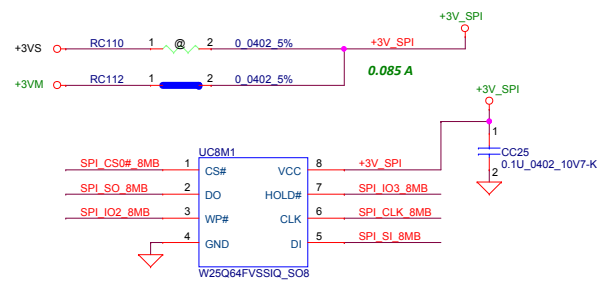 +3V_SPI
+3VS RC110 1 @ 2 0_0402_5% +3V_SPI
0.085 A
+3VM RC112 1 2 0_0402_5%
+3V_SPI
1
CC25
0.1U_0402_10V7-K
2
UC8M1
SPI_CS0#_8MB 1 CS# VCC 8 +3V_SPI
SPI_SO_8MB 2 DO HOLD# 7 SPI_IO3_8MB
SPI_IO2_8MB 3 WP# CLK 6 SPI_CLK_8MB
4 GND DI 5 SPI_SI_8MB
W25Q64FVSSIQ_SO8